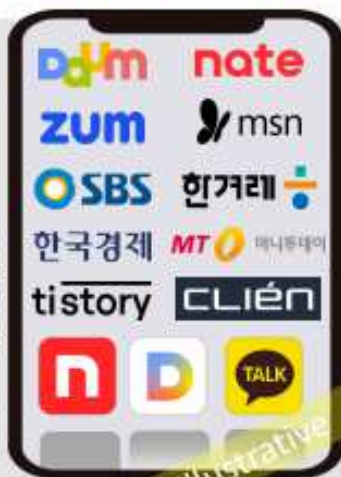 Daum nate
zum msn
SBS 한겨레
한국경제 MT 머니투데이
tistory CLIÉN
n D TALK
illustrative